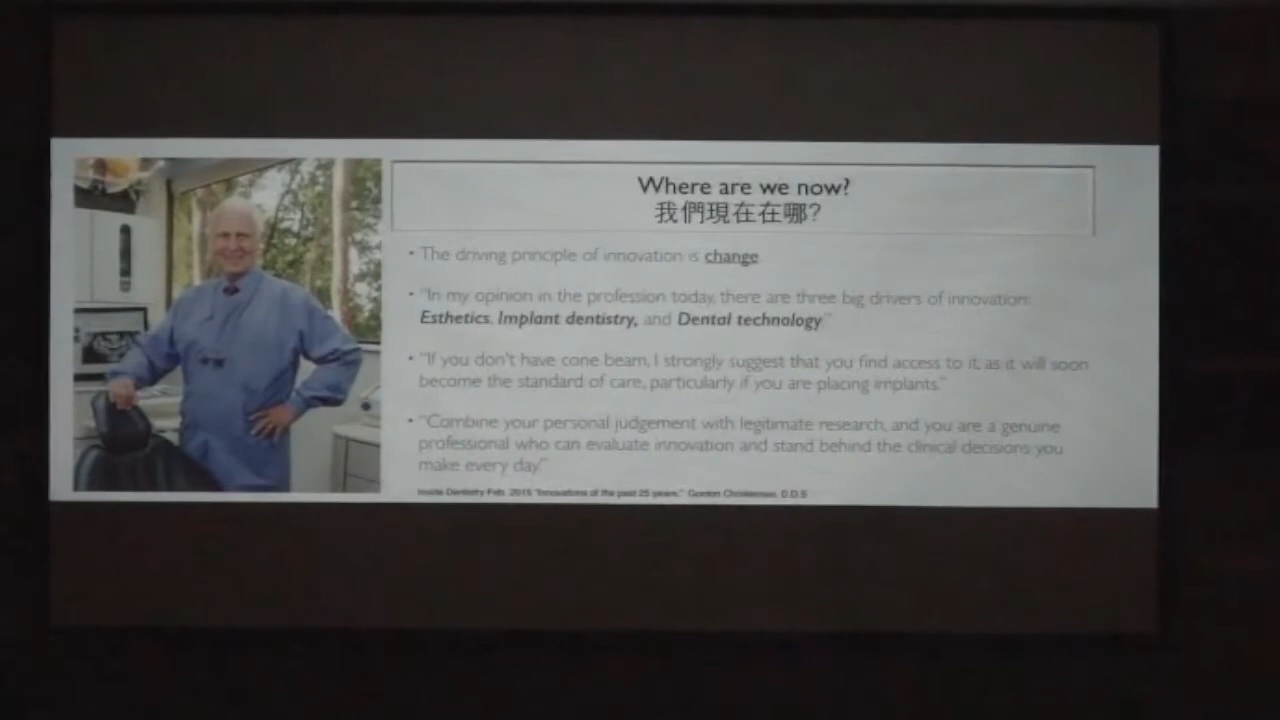 Where are we now?
我們現在在哪?
• The driving principle of innovation is change
• "In my opinion in the profession today, there are three big drivers of innovation:
Esthetics, Implant dentistry, and Dental technology"
• "If you don't have cone beam, I strongly suggest that you find access to it, as it will soon
become the standard of care, particularly if you are placing implants."
• "Combine your personal judgement with legitimate research, and you are a genuine
professional who can evaluate innovation and stand behind the clinical decisions you
make every day."
Inside Dentistry Feb. 2015 "Innovations of the past 25 years." Gordon Christensen, D.D.S